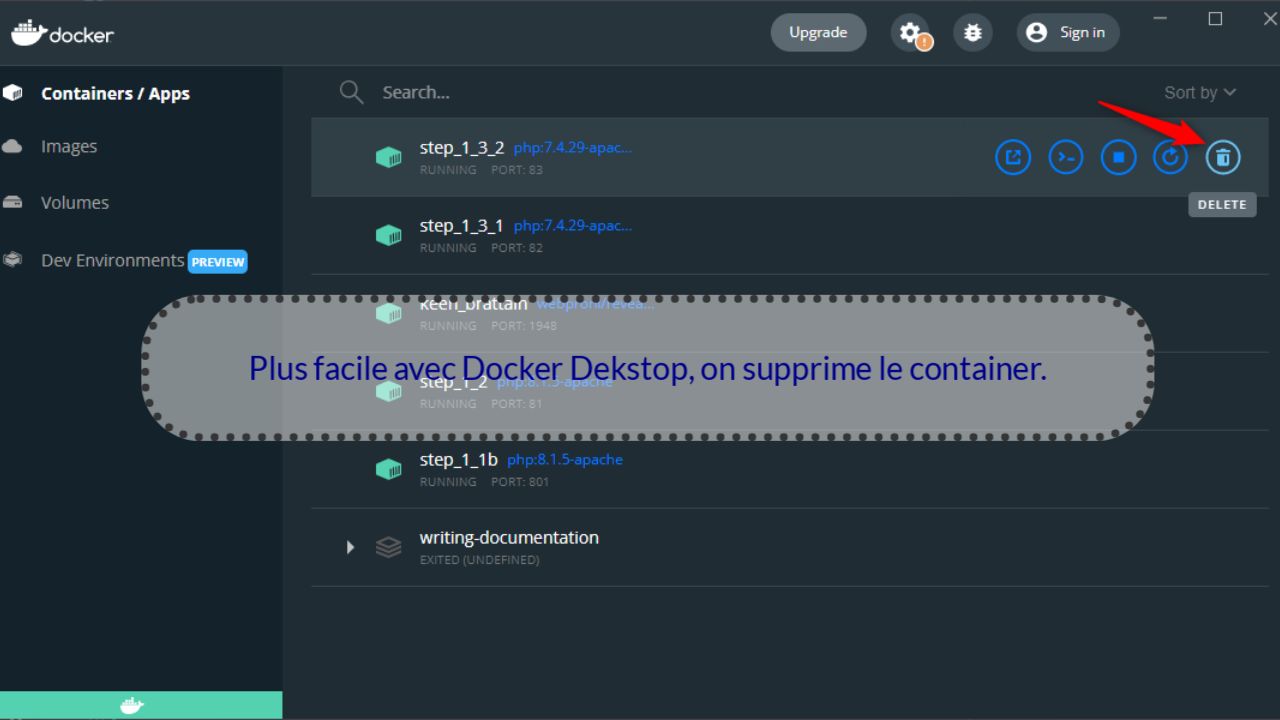 docker
Upgrade
Sign in
Containers / Apps
Images
Volumes
Dev Environments PREVIEW
Search...
Sort by
step_1_3_2 php:7.4.29-apac...
RUNNING PORT: 83
DELETE
step_1_3_1 php:7.4.29-apac...
RUNNING PORT: 82
keen_brattain webpronl/revea...
RUNNING PORT: 1948
Plus facile avec Docker Dekstop, on supprime le container.
step_1_2 php:8.1.5-apache
RUNNING PORT: 81
step_1_1b php:8.1.5-apache
RUNNING PORT: 801
writing-documentation
EXITED (UNDEFINED)